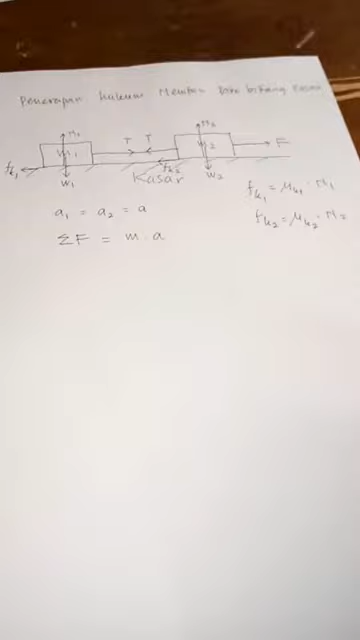 Penerapan hukum Newton pada bidang kasar
N₁ N₂
T T F
m1 m2
fk₁ fk₂
W₁ Kasar W₂
fk₁ = μk₁ · N₁
a₁ = a₂ = a
fk₂ = μk₂ · N₂
ΣF = m . a